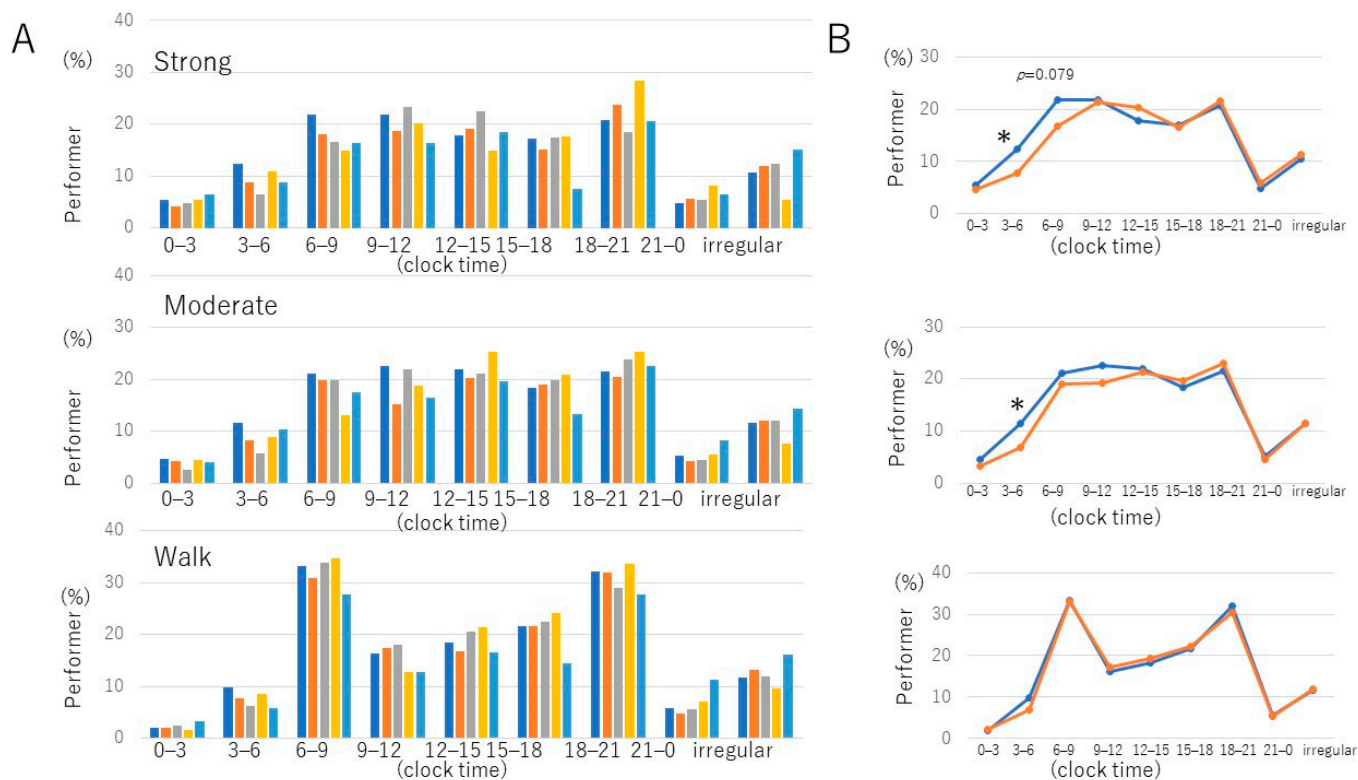 A
Strong
(%)
Performer
40
30
20
10
0
0–3 3–6 6–9 9–12 12–15 15–18 18–21 21–0 irregular
(clock time)
Moderate
(%)
Performer
40
30
20
10
0
0–3 3–6 6–9 9–12 12–15 15–18 18–21 21–0 irregular
(clock time)
Walk
(%)
Performer
40
30
20
10
0
0–3 3–6 6–9 9–12 12–15 15–18 18–21 21–0 irregular
(clock time)
B
(%)
Performer
30
20
10
0
p=0.079
*
0–3 3–6 6–9 9–12 12–15 15–18 18–21 21–0 irregular
(clock time)
(%)
Performer
30
20
10
0
*
0–3 3–6 6–9 9–12 12–15 15–18 18–21 21–0 irregular
(clock time)
(%)
Performer
40
30
20
10
0
0–3 3–6 6–9 9–12 12–15 15–18 18–21 21–0 irregular
(clock time)